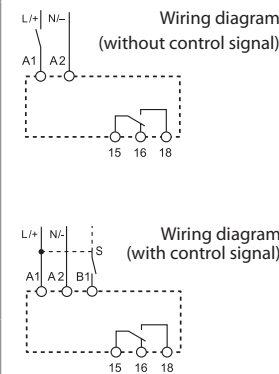 L/+ N/– Wiring diagram
(without control signal)
A1 A2
15 16 18
L/+ N/- Wiring diagram
S (with control signal)
A1 A2 B1
15 16 18